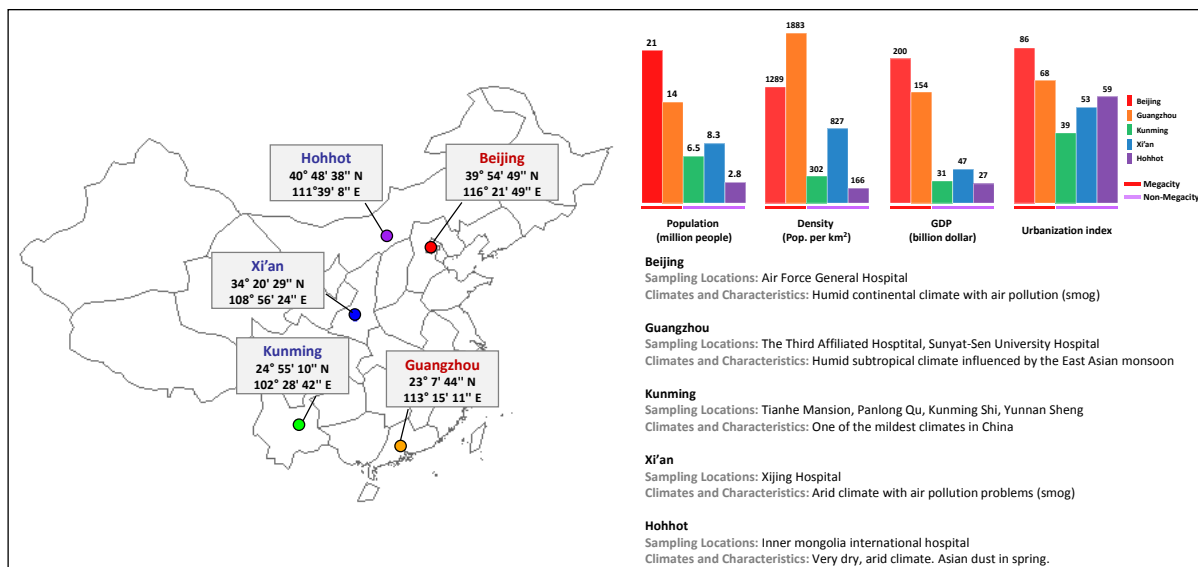 Hohhot
40° 48' 38'' N
111°39' 8'' E
Beijing
39° 54' 49'' N
116° 21' 49'' E
Xi'an
34° 20' 29'' N
108° 56' 24'' E
Kunming
24° 55' 10'' N
102° 28' 42'' E
Guangzhou
23° 7' 44'' N
113° 15' 11'' E
21
14
6.5
8.3
2.8
Population
(million people)
1289
1883
302
827
166
Density
(Pop. per km²)
200
154
31
47
27
GDP
(billion dollar)
86
68
39
53
59
Urbanization index
Beijing
Guangzhou
Kunming
Xi'an
Hohhot
Megacity
Non-Megacity
Beijing
Sampling Locations: Air Force General Hospital
Climates and Characteristics: Humid continental climate with air pollution (smog)
Guangzhou
Sampling Locations: The Third Affiliated Hosptital, Sunyat-Sen University Hospital
Climates and Characteristics: Humid subtropical climate influenced by the East Asian monsoon
Kunming
Sampling Locations: Tianhe Mansion, Panlong Qu, Kunming Shi, Yunnan Sheng
Climates and Characteristics: One of the mildest climates in China
Xi'an
Sampling Locations: Xijing Hospital
Climates and Characteristics: Arid climate with air pollution problems (smog)
Hohhot
Sampling Locations: Inner mongolia international hospital
Climates and Characteristics: Very dry, arid climate. Asian dust in spring.